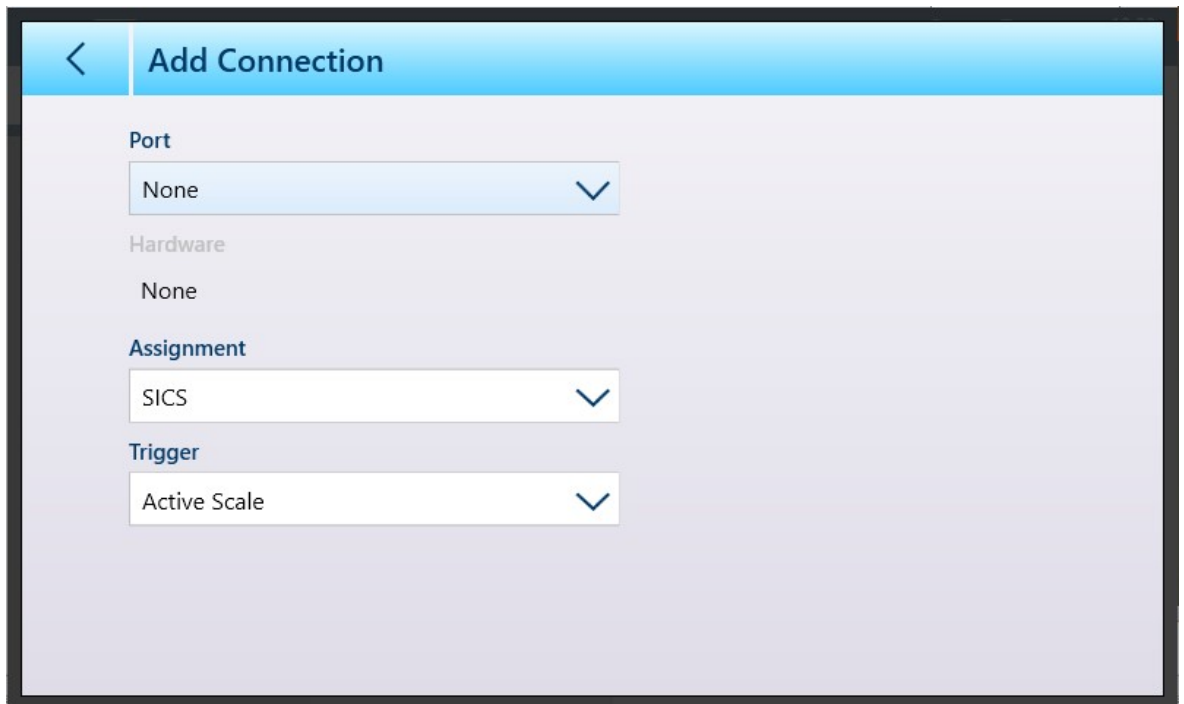 Add Connection
Port
None
Hardware
None
Assignment
SICS
Trigger
Active Scale